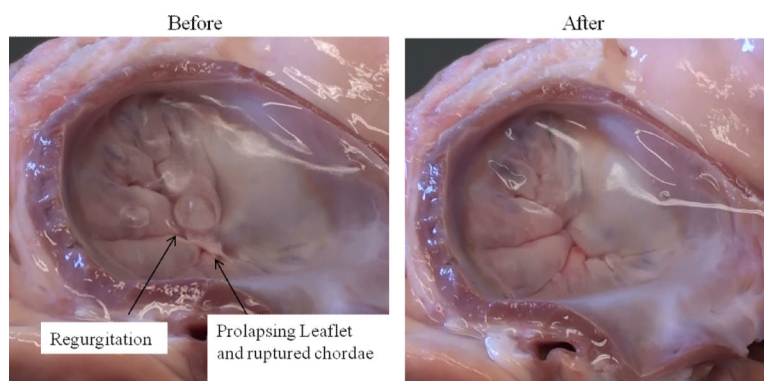 Before
After
Regurgitation
Prolapsing Leaflet
and ruptured chordae